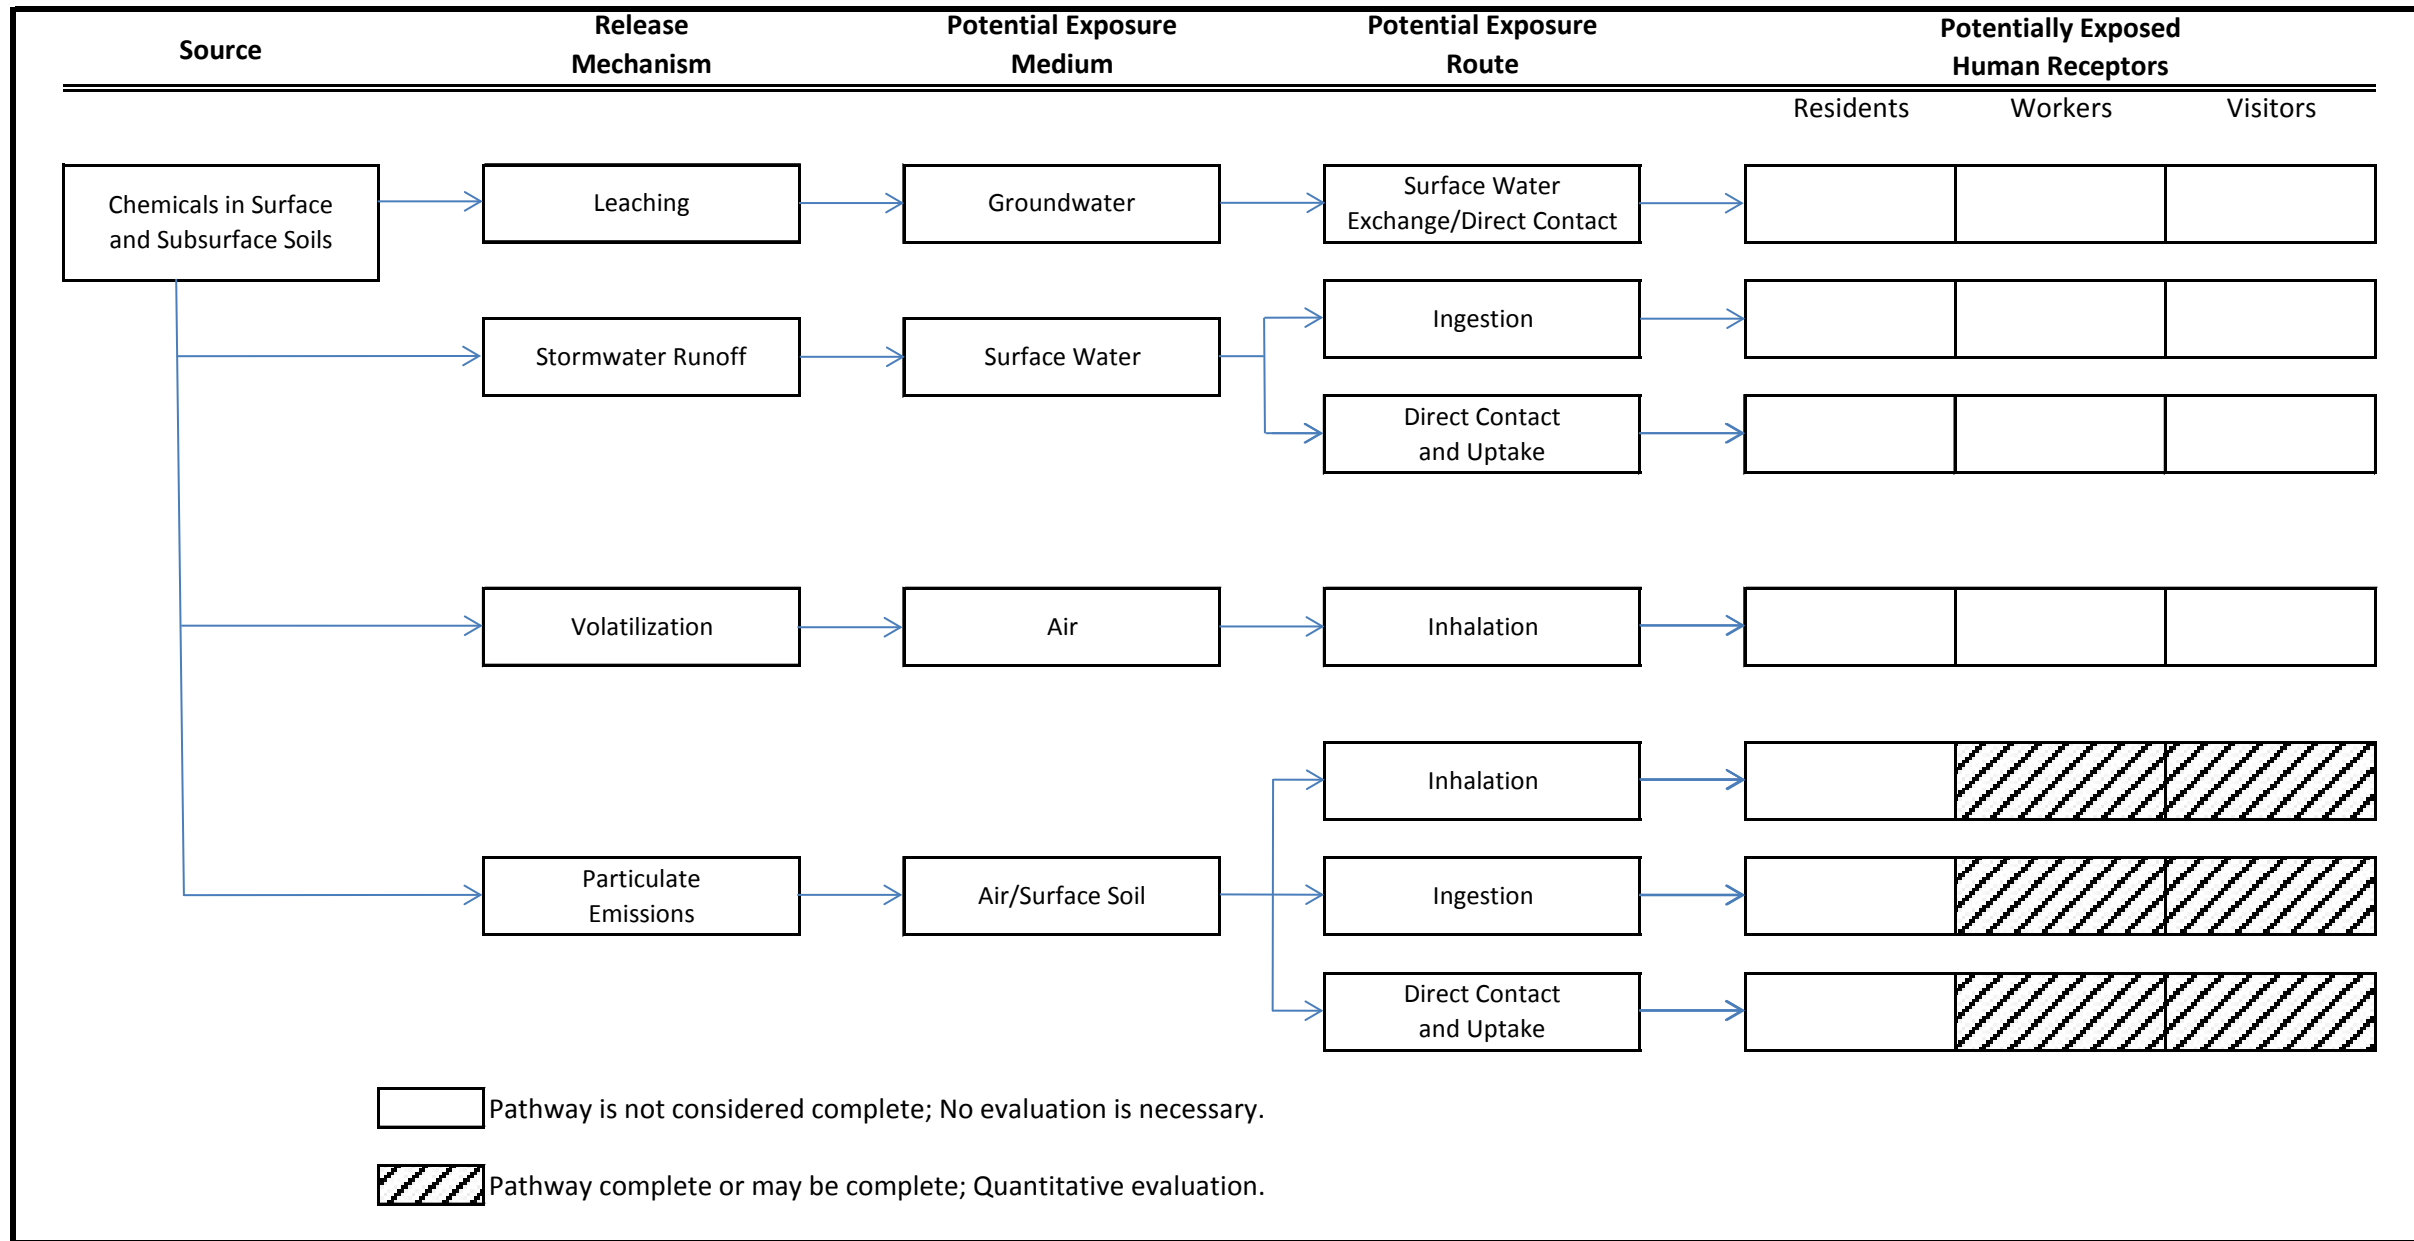 Source
Release
Mechanism
Potential Exposure
Medium
Potential Exposure
Route
Potentially Exposed
Human Receptors
Residents
Workers
Visitors
Chemicals in Surface
and Subsurface Soils
Leaching
Groundwater
Surface Water
Exchange/Direct Contact
Stormwater Runoff
Surface Water
Ingestion
Direct Contact
and Uptake
Volatilization
Air
Inhalation
Particulate
Emissions
Air/Surface Soil
Inhalation
Ingestion
Direct Contact
and Uptake
Pathway is not considered complete; No evaluation is necessary.
Pathway complete or may be complete; Quantitative evaluation.